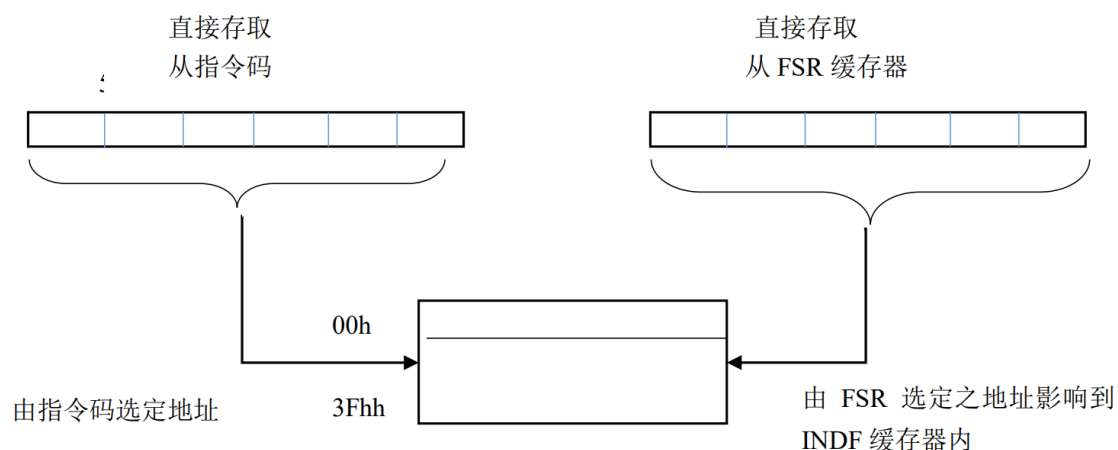 直接存取
从指令码
直接存取
从 FSR 缓存器
00h
3Fhh
由指令码选定地址
由 FSR 选定之地址影响到
INDF 缓存器内